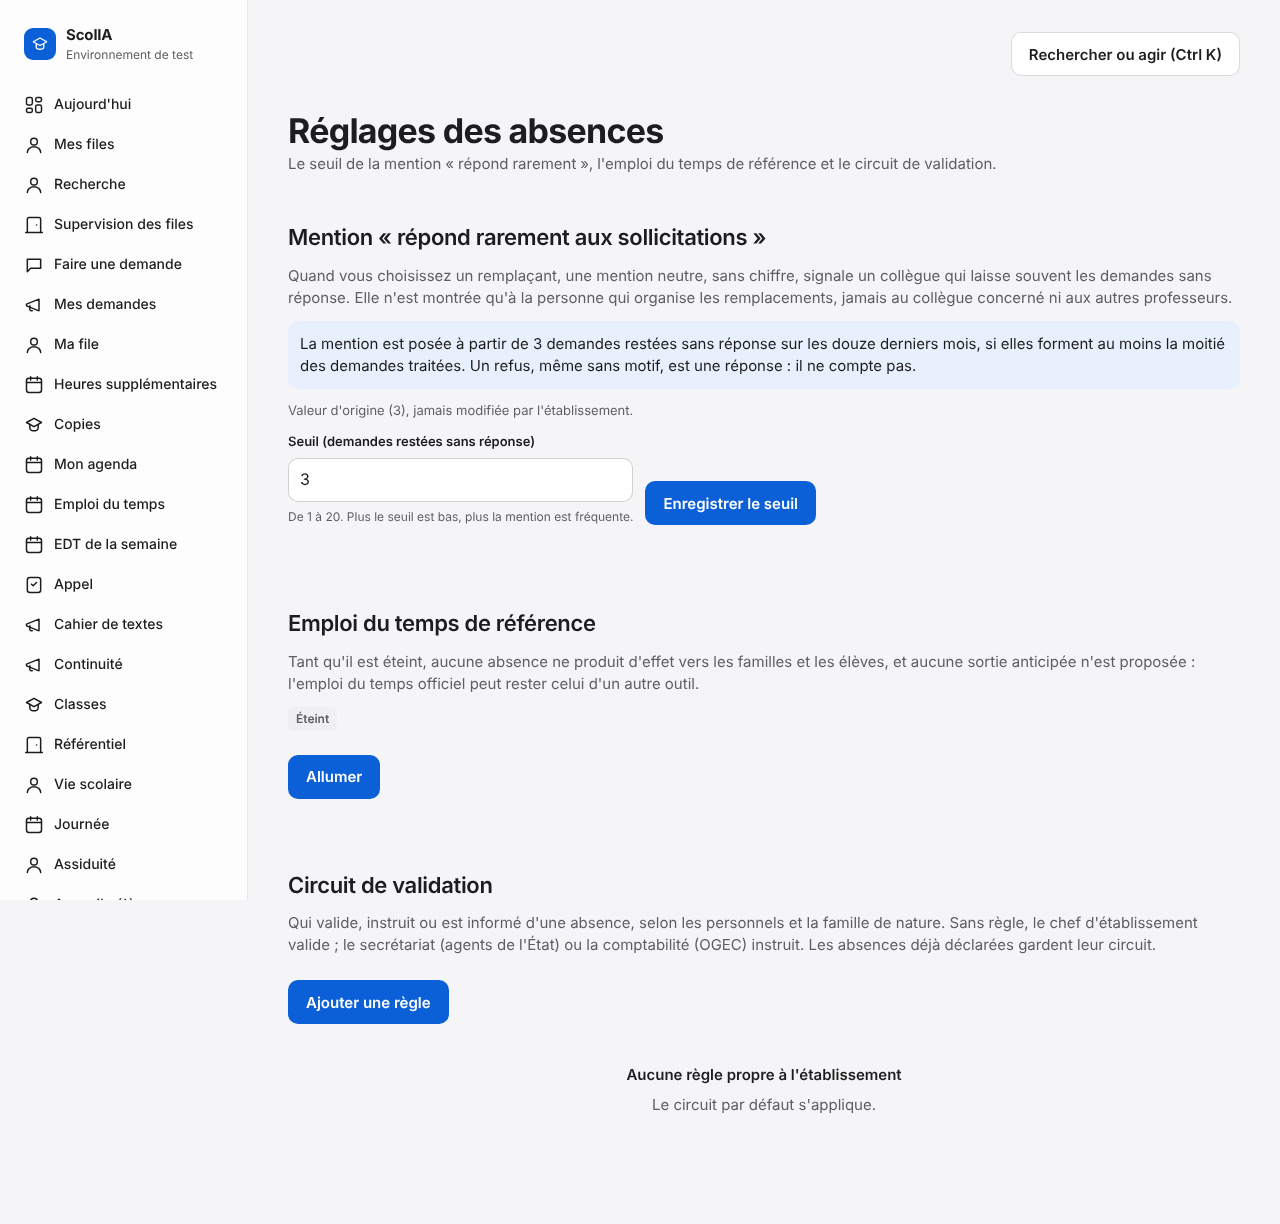 ScolIA
Environnement de test
Aujourd'hui
Mes files
Recherche
Supervision des files
Faire une demande
Mes demandes
Ma file
Heures supplémentaires
Copies
Mon agenda
Emploi du temps
EDT de la semaine
Appel
Cahier de textes
Continuité
Classes
Référentiel
Vie scolaire
Journée
Assiduité
Rechercher ou agir (Ctrl K)
Réglages des absences
Le seuil de la mention « répond rarement », l'emploi du temps de référence et le circuit de validation.
Mention « répond rarement aux sollicitations »
Quand vous choisissez un remplaçant, une mention neutre, sans chiffre, signale un collègue qui laisse souvent les demandes sans
réponse. Elle n'est montrée qu'à la personne qui organise les remplacements, jamais au collègue concerné ni aux autres professeurs.
La mention est posée à partir de 3 demandes restées sans réponse sur les douze derniers mois, si elles forment au moins la moitié
des demandes traitées. Un refus, même sans motif, est une réponse : il ne compte pas.
Valeur d'origine (3), jamais modifiée par l'établissement.
Seuil (demandes restées sans réponse)
3
De 1 à 20. Plus le seuil est bas, plus la mention est fréquente.
Enregistrer le seuil
Emploi du temps de référence
Tant qu'il est éteint, aucune absence ne produit d'effet vers les familles et les élèves, et aucune sortie anticipée n'est proposée :
l'emploi du temps officiel peut rester celui d'un autre outil.
Éteint
Allumer
Circuit de validation
Qui valide, instruit ou est informé d'une absence, selon les personnels et la famille de nature. Sans règle, le chef d'établissement
valide ; le secrétariat (agents de l'État) ou la comptabilité (OGEC) instruit. Les absences déjà déclarées gardent leur circuit.
Ajouter une règle
Aucune règle propre à l'établissement
Le circuit par défaut s'applique.